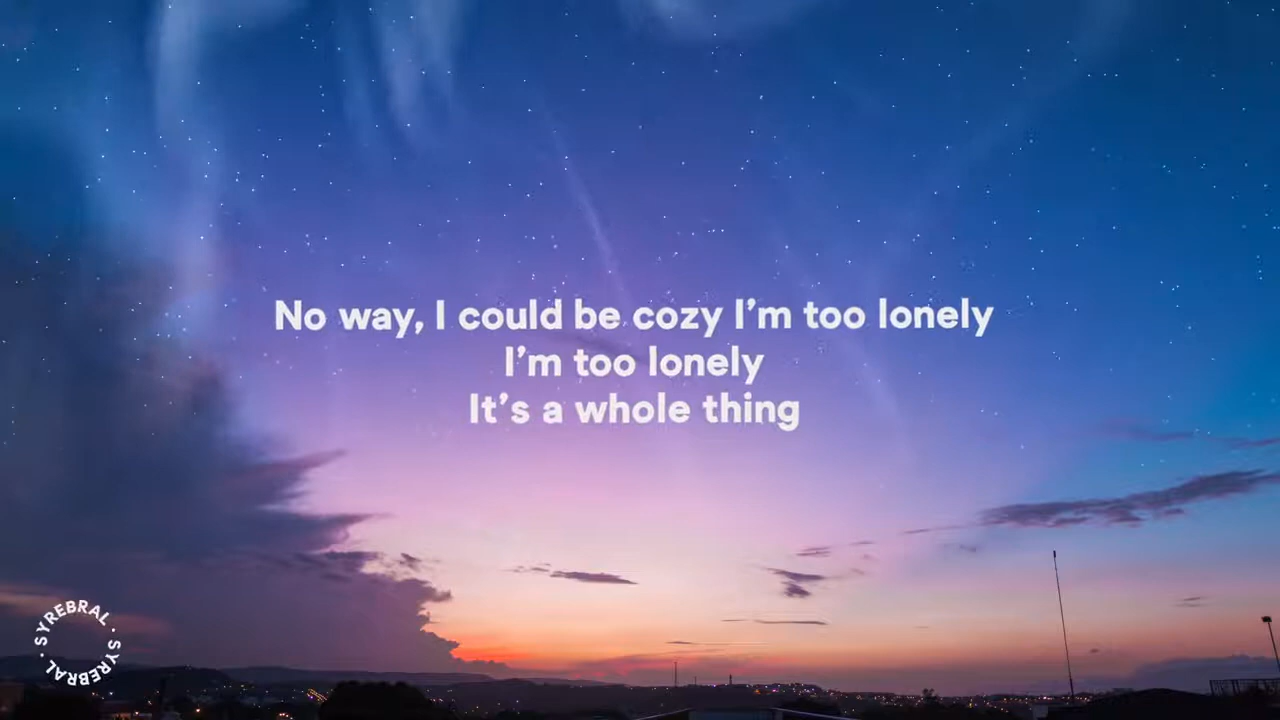 No way, I could be cozy I'm too lonely
I'm too lonely
It's a whole thing
SYREBRAL · SYREBRAL ·